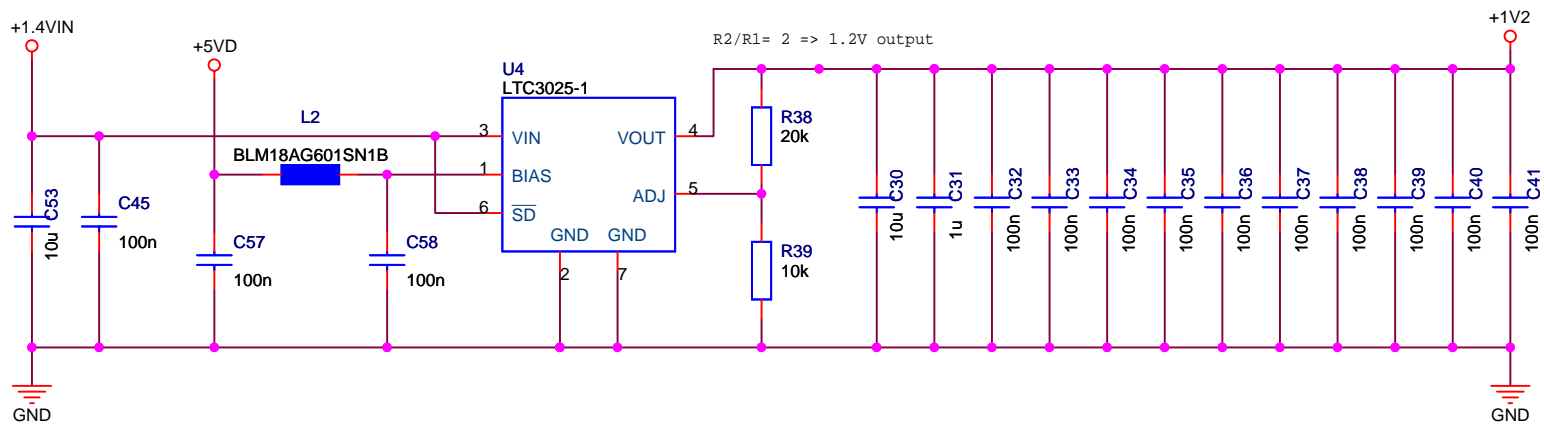 +1.4VIN
+5VD
R2/R1= 2 => 1.2V output
+1V2
U4
LTC3025-1
L2
BLM18AG601SN1B
3
VIN
VOUT
4
1
BIAS
ADJ
5
6
SD
GND
GND
2
7
R38
20k
R39
10k
C53
10u
C45
100n
C57
100n
C58
100n
C30
10u
C31
1u
C32
100n
C33
100n
C34
100n
C35
100n
C36
100n
C37
100n
C38
100n
C39
100n
C40
100n
C41
100n
GND
GND